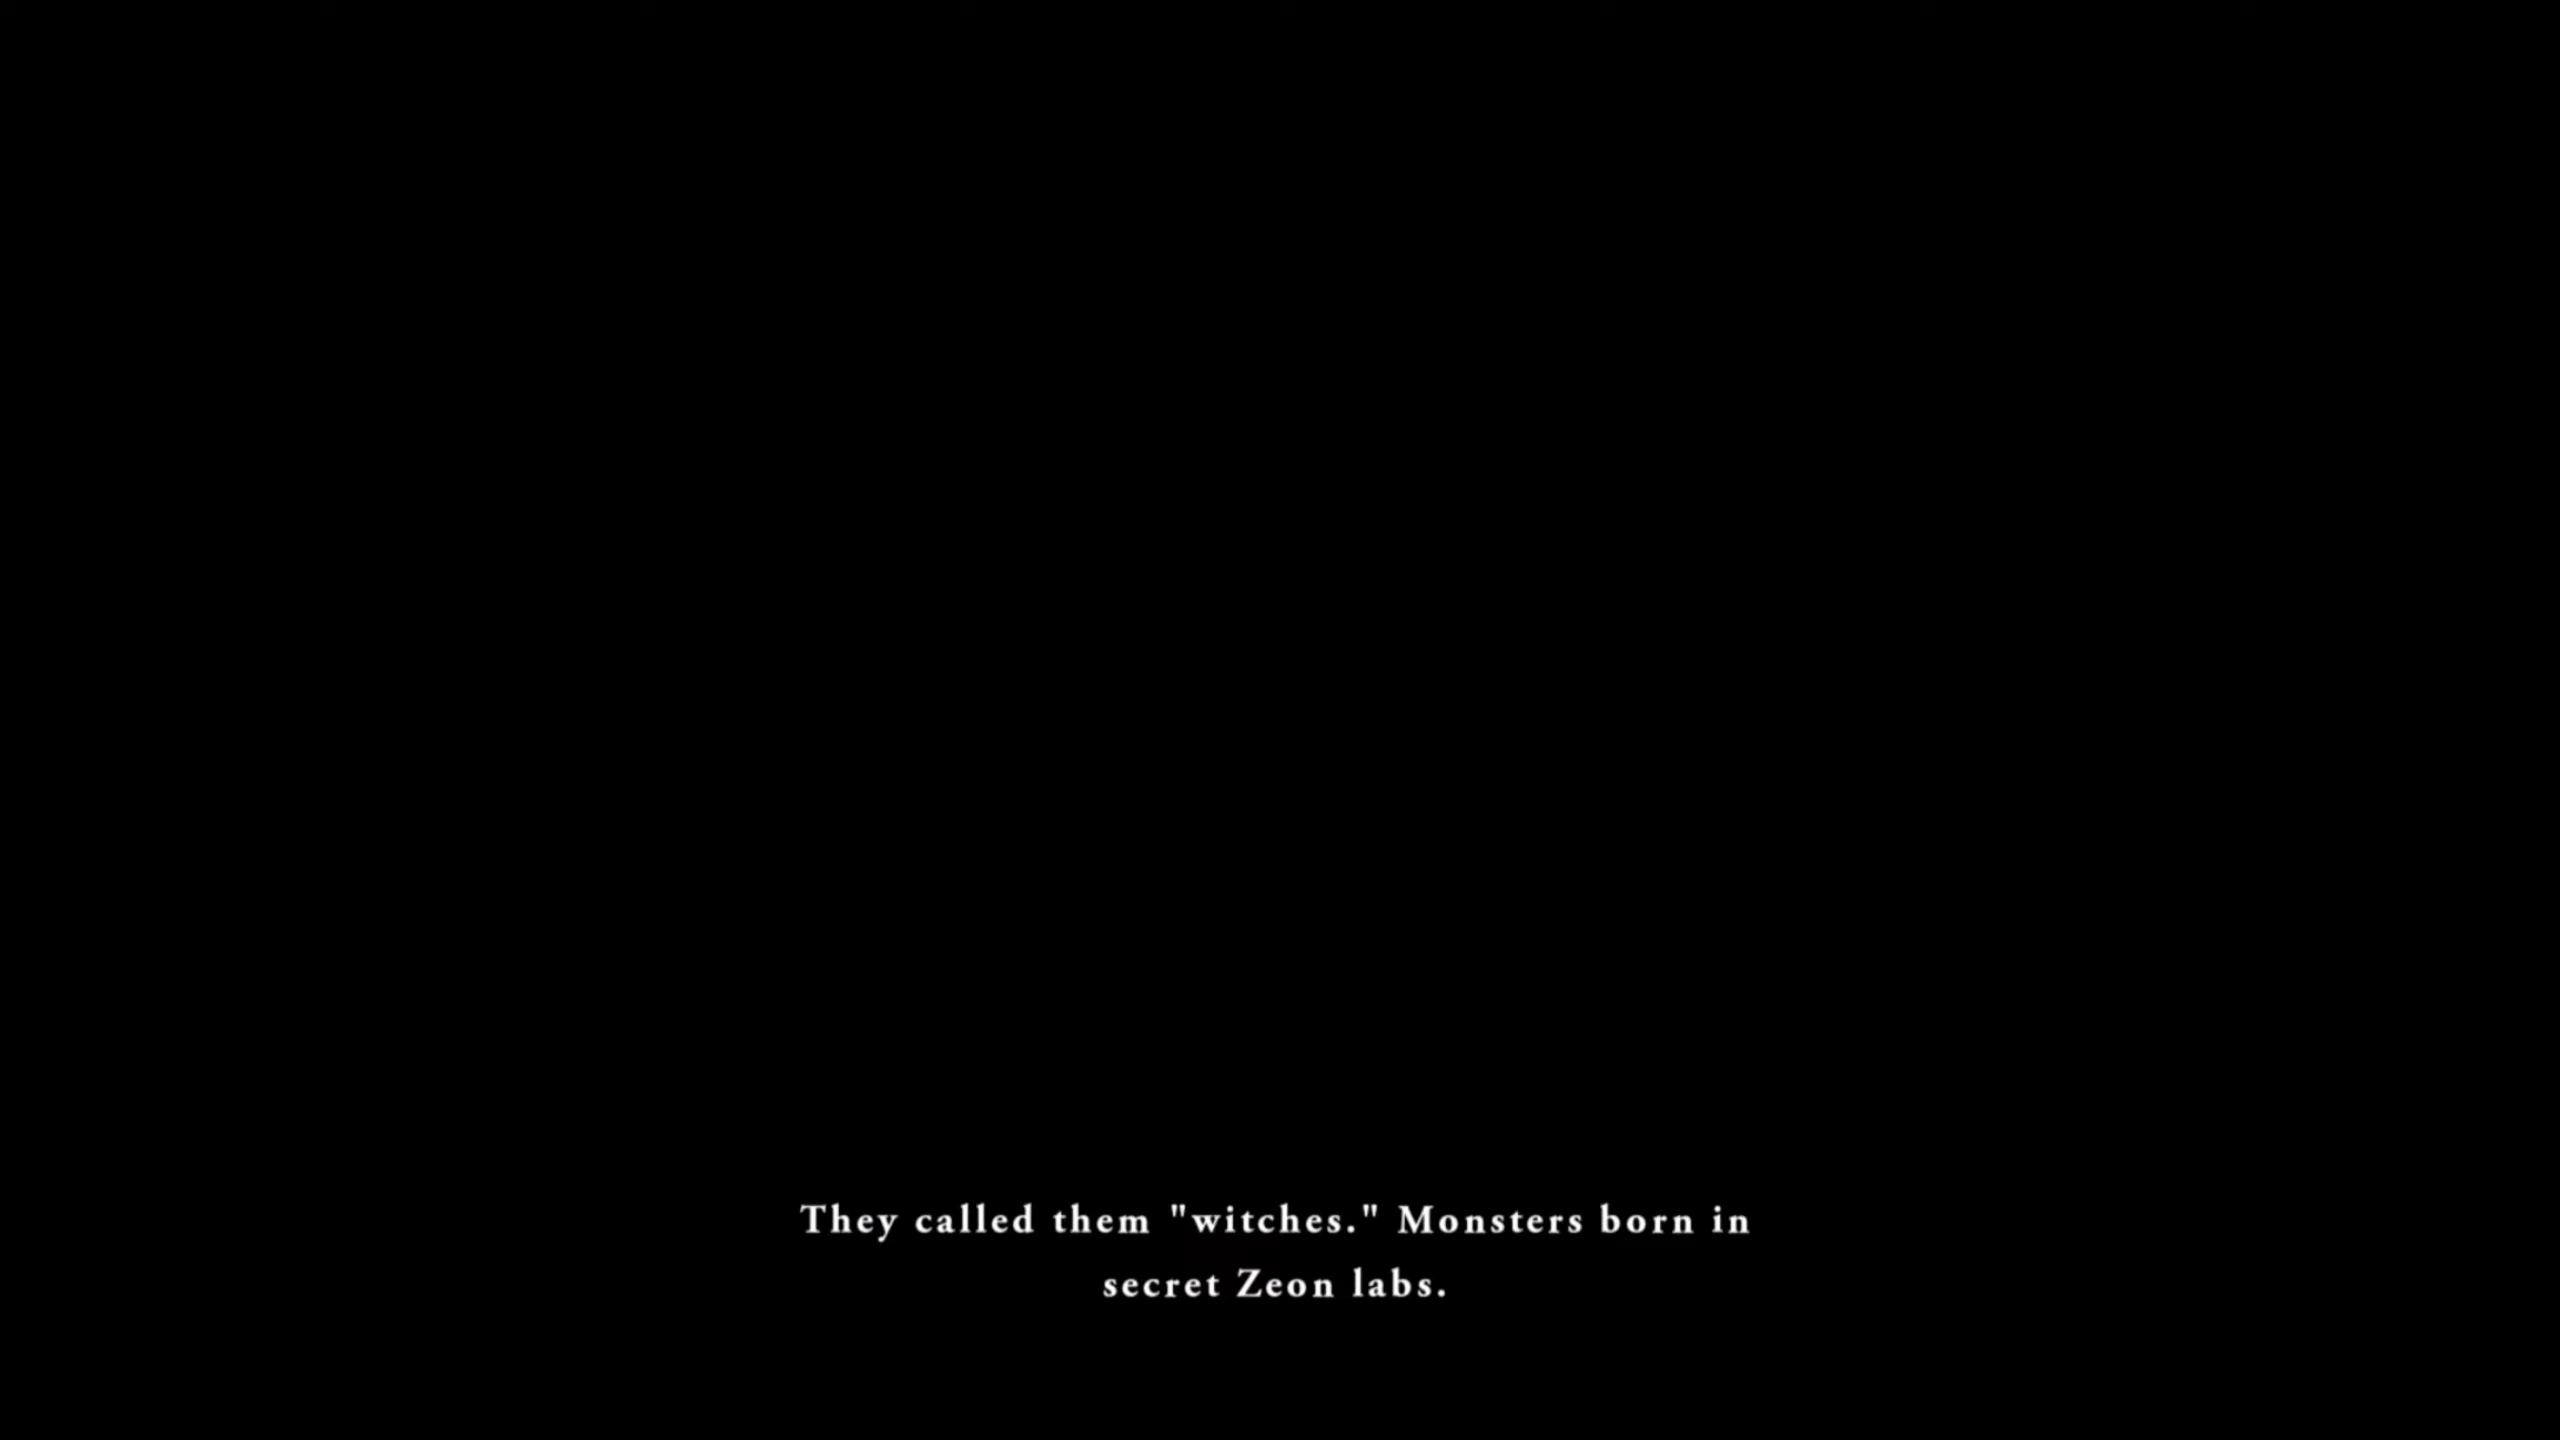 They called them "witches." Monsters born in
secret Zeon labs.